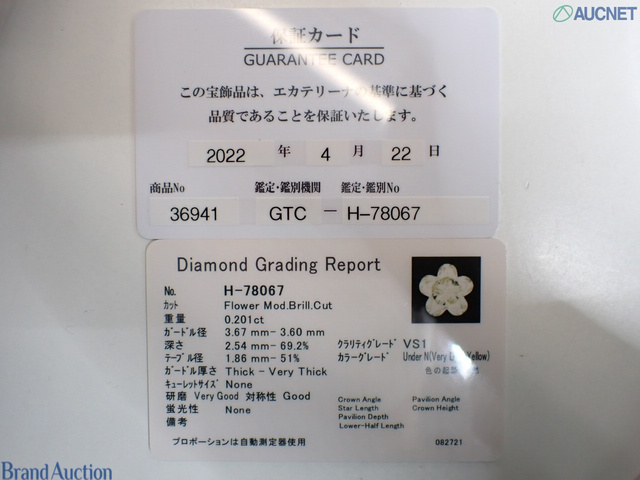 AUCNET
保証カード
GUARANTEE CARD
この宝飾品は、エカテリーナの基準に基づく
品質であることを保証いたします。
2022 年 4 月 22 日
商品No 鑑定・鑑別機関 鑑定・鑑別No
36941 GTC － H-78067
Diamond Grading Report
No. H-78067
カット Flower Mod.Brill.Cut
重量 0.201ct
ガードル径 3.67 mm- 3.60 mm
深さ 2.54 mm- 69.2% クラリティグレード VS1
テーブル径 1.86 mm- 51% カラーグレード Under N(Very Yellow)
ガードル厚さ Thick - Very Thick 色の起
キューレットサイズ None
研磨 Very Good 対称性 Good
蛍光性 None
備考
Crown Angle Pavilion Angle
Star Length Crown Height
Pavilion Depth
Lower-Half Length
プロポーションは自動測定器使用 082721
Brand Auction